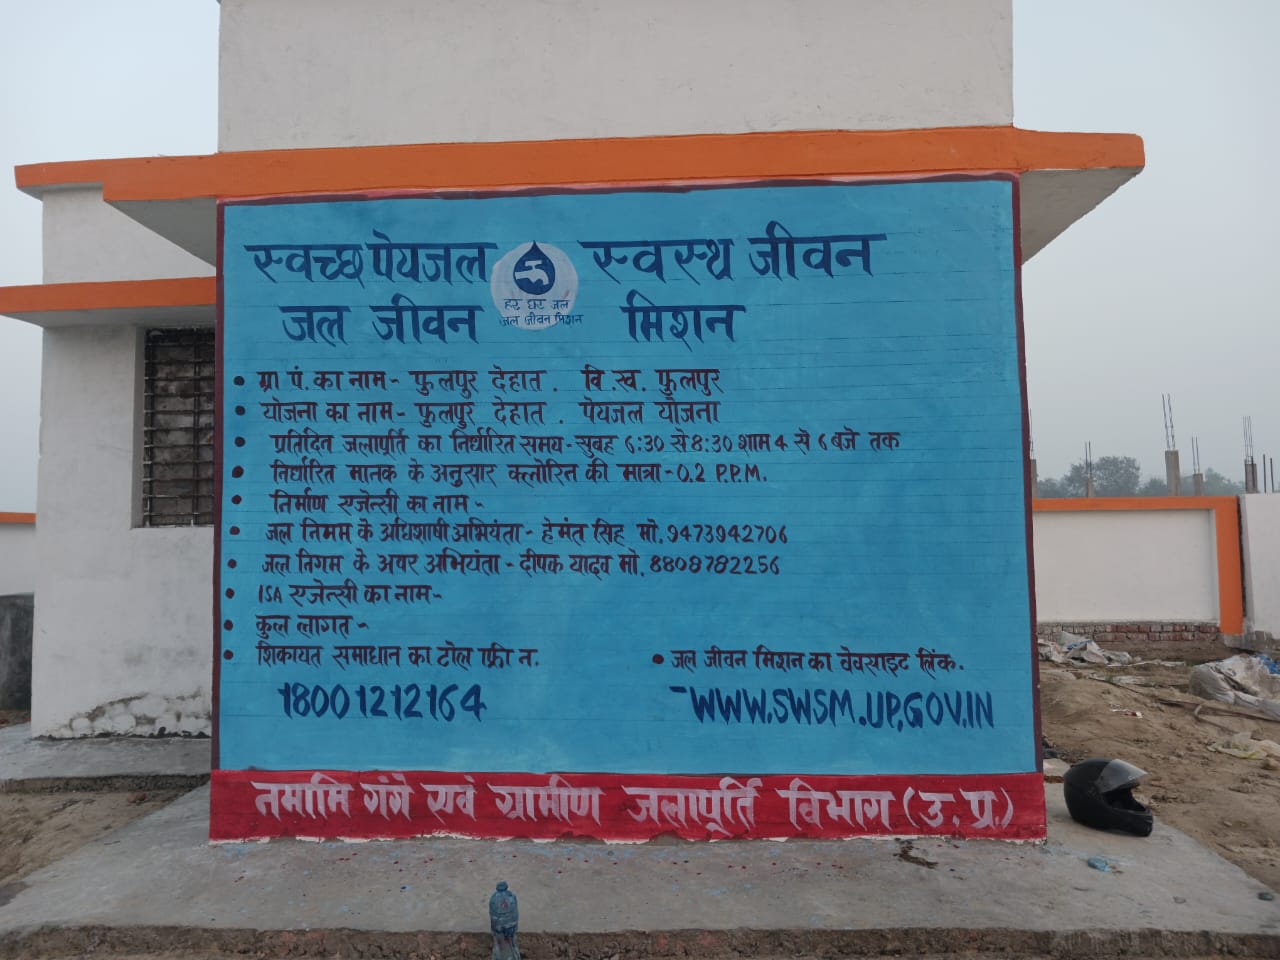 स्वच्छ पेयजल स्वस्थ जीवन
हर घर जल
जल जीवन मिशन
जल जीवन मिशन
• ग्रा पं. का नाम - फुलपुर देहात . वि .ख. फुलपुर
• योजना का नाम - फुलपुर देहात . पेयजल योजना
• प्रतिदित जलापूर्ति का निर्धारित समय - सुबह 6:30 से 8:30 शाम 4 से 6 बजे तक
• निर्धारित मानक के अनुसार क्लोरिन की मात्रा - 0.2 P.P.M.
• निर्माण एजेन्सी का नाम -
• जल निमम के अधिशाषी अभियंता - हेमंत सिह मो. 9473942706
• जल निगम के अवर अभियंता - दीपक यादव मो. 8808782256
• ISA एजेन्सी का नाम -
• कुल लागत -
• शिकायत समाधान का टोल फ्री न.
18001212164
• जल जीवन मिशन का वेवसाइट लिंक.
-WWW.SWSM.UP.GOV.IN
नमामि गंगे एवं ग्रामीण जलापूर्ति विभाग (उ. प्र.)